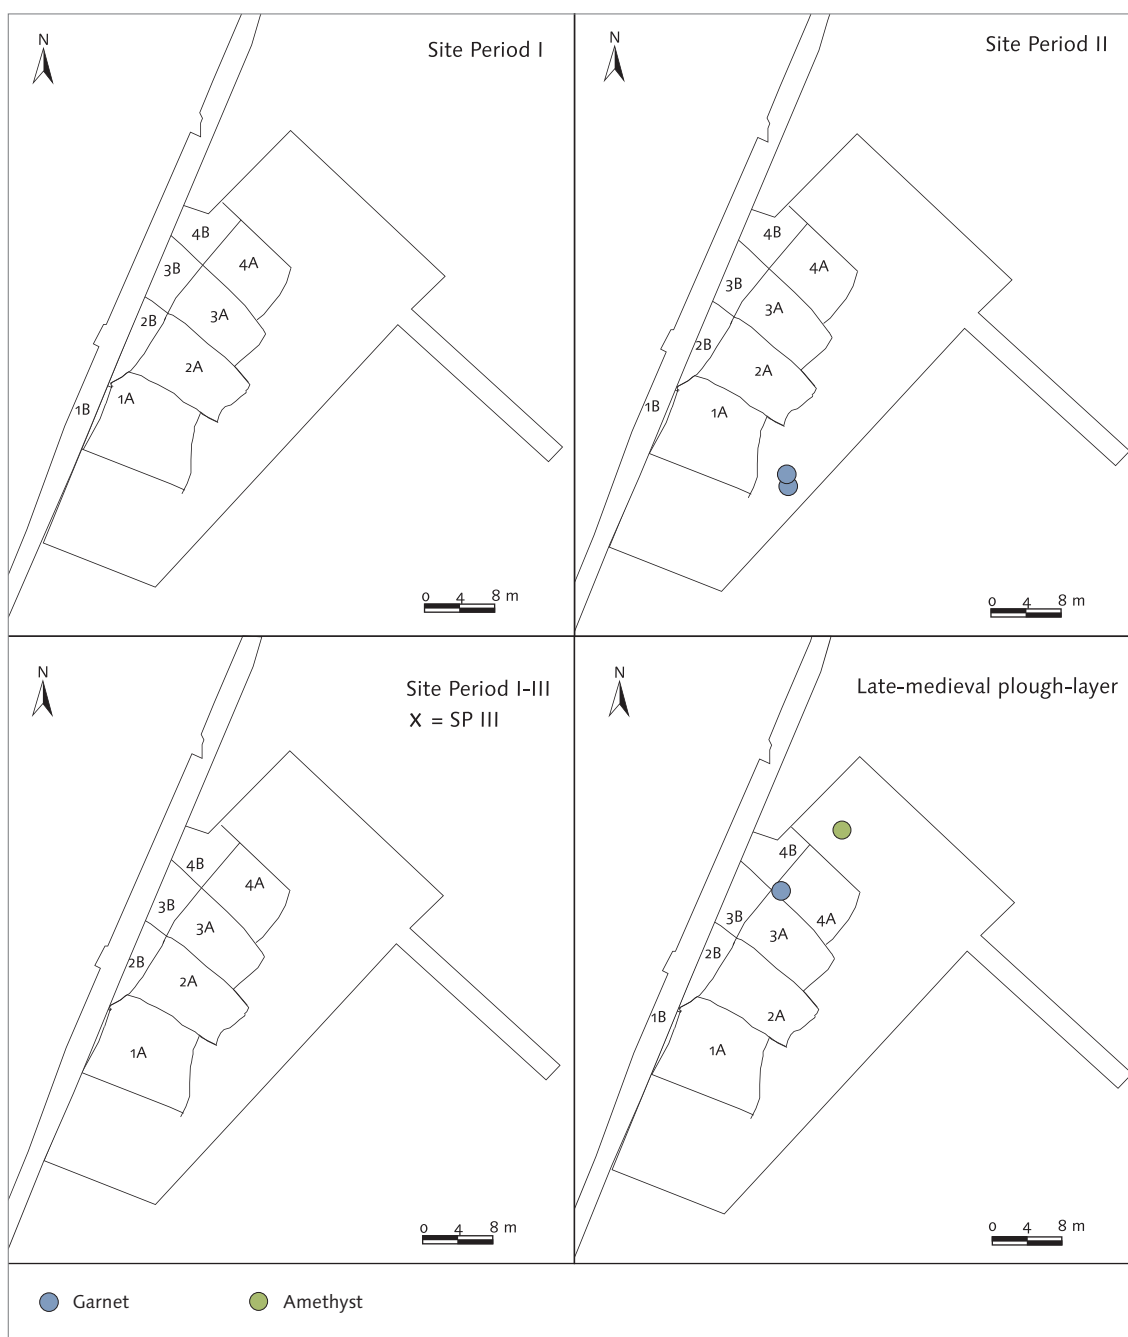 N
Site Period I
4B
4A
3B
3A
2B
2A
1A
1B
0 4 8 m
N
Site Period II
4B
4A
3B
3A
2B
2A
1A
1B
0 4 8 m
N
Site Period I-III
X = SP III
4B
4A
3B
3A
2B
2A
1A
0 4 8 m
N
Late-medieval plough-layer
4B
4A
3B
3A
2B
2A
1B
1A
0 4 8 m
Garnet
Amethyst